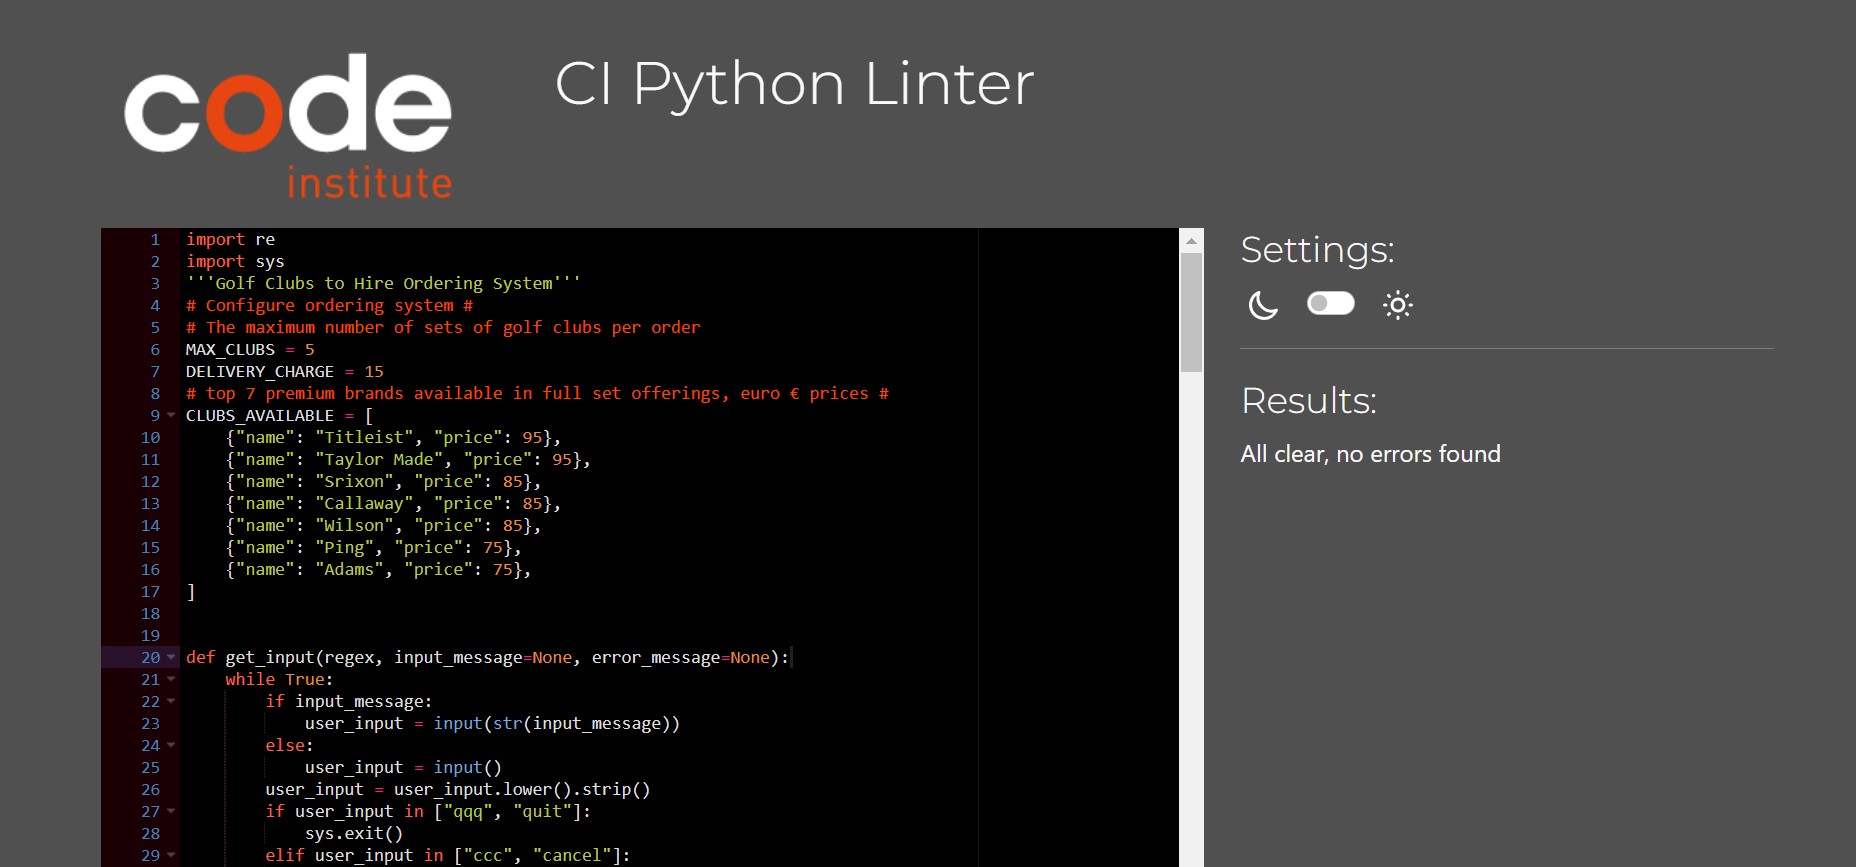 code
institute
CI Python Linter
1 import re
2 import sys
3 '''Golf Clubs to Hire Ordering System'''
4 # Configure ordering system #
5 # The maximum number of sets of golf clubs per order
6 MAX_CLUBS = 5
7 DELIVERY_CHARGE = 15
8 # top 7 premium brands available in full set offerings, euro € prices #
9 CLUBS_AVAILABLE = [
10     {"name": "Titleist", "price": 95},
11     {"name": "Taylor Made", "price": 95},
12     {"name": "Srixon", "price": 85},
13     {"name": "Callaway", "price": 85},
14     {"name": "Wilson", "price": 85},
15     {"name": "Ping", "price": 75},
16     {"name": "Adams", "price": 75},
17 ]
18
19
20 def get_input(regex, input_message=None, error_message=None):
21     while True:
22         if input_message:
23             user_input = input(str(input_message))
24         else:
25             user_input = input()
26         user_input = user_input.lower().strip()
27         if user_input in ["qqq", "quit"]:
28             sys.exit()
29         elif user_input in ["ccc", "cancel"]:
Settings:
Results:
All clear, no errors found